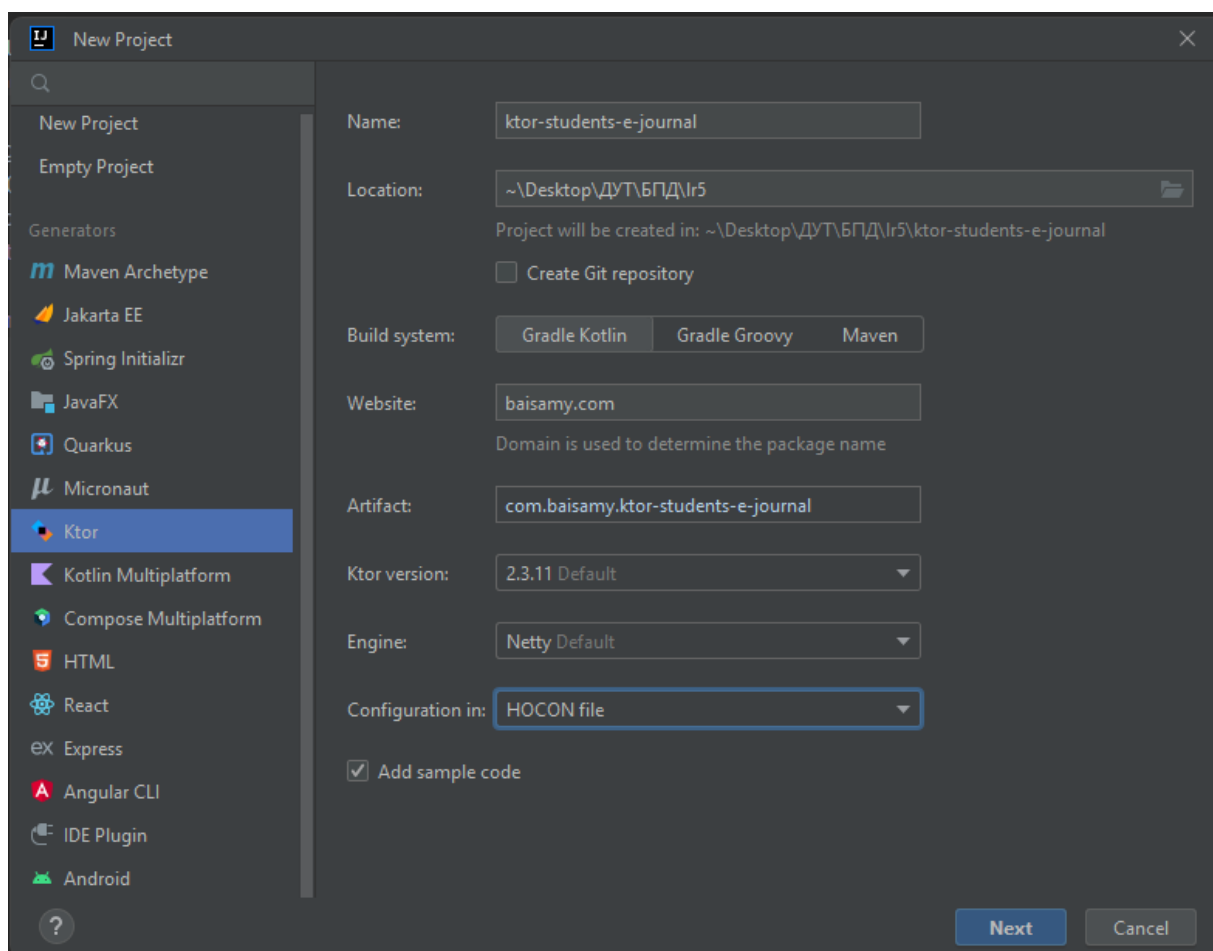 New Project
New Project
Empty Project
Generators
Maven Archetype
Jakarta EE
Spring Initializr
JavaFX
Quarkus
Micronaut
Ktor
Kotlin Multiplatform
Compose Multiplatform
HTML
React
ex Express
Angular CLI
IDE Plugin
Android
Name: ktor-students-e-journal
Location: ~\Desktop\ДУТ\БПД\lr5
Project will be created in: ~\Desktop\ДУТ\БПД\lr5\ktor-students-e-journal
Create Git repository
Build system: Gradle Kotlin Gradle Groovy Maven
Website: baisamy.com
Domain is used to determine the package name
Artifact: com.baisamy.ktor-students-e-journal
Ktor version: 2.3.11 Default
Engine: Netty Default
Configuration in: HOCON file
Add sample code
? Next Cancel